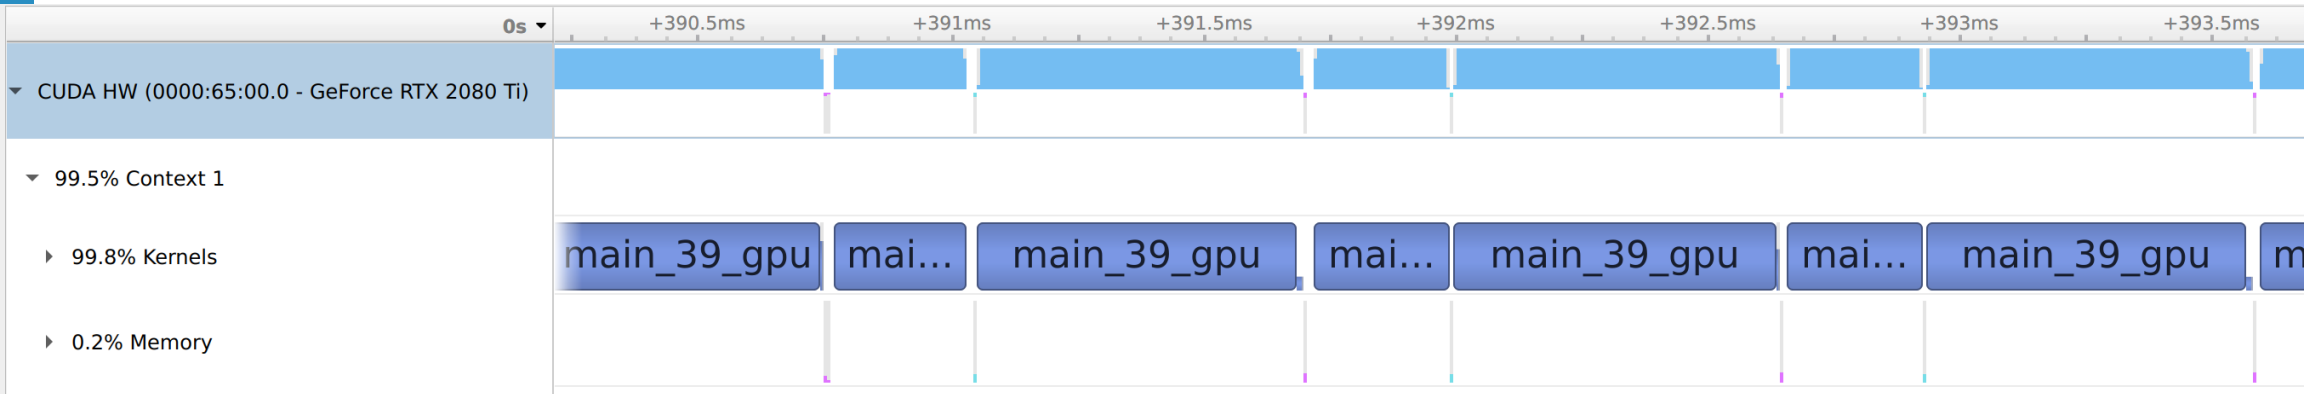 0s +390.5ms +391ms +391.5ms +392ms +392.5ms +393ms +393.5ms
CUDA HW (0000:65:00.0 - GeForce RTX 2080 Ti)
99.5% Context 1
99.8% Kernels main_39_gpu mai... main_39_gpu mai... main_39_gpu mai... main_39_gpu m
0.2% Memory